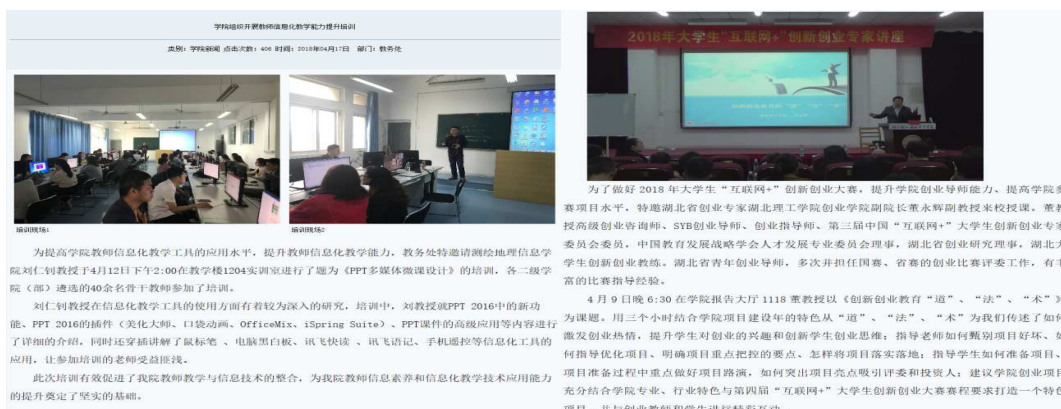 学院组织开展教师信息化教学能力提升培训
类别：学院新闻 点击次数：406 时间：2018年04月17日 部门：教务处
培训现场1
培训现场2
为提高学院教师信息化教学工具的应用水平，提升教师信息化教学能力，教务处特邀请测绘地理信息学
院刘仁钊教授于4月12日下午2:00在教学楼1204实训室进行了题为《PPT多媒体微课设计》的培训，各二级学
院（部）遴选的40余名骨干教师参加了培训。
刘仁钊教授在信息化教学工具的使用方面有着较为深入的研究，培训中，刘教授就PPT 2016中的新功
能、PPT 2016的插件（美化大师、口袋动画、OfficeMix、iSpring Suite）、PPT课件的高级应用等内容进行
了详细的介绍，同时还穿插讲解了鼠标笔 、电脑黑白板、讯飞快读 、讯飞语记、手机遥控等信息化工具的
应用，让参加培训的老师受益匪浅。
此次培训有效促进了我院教师教学与信息技术的整合，为我院教师信息素养和信息化教学技术应用能力
的提升奠定了坚实的基础。
2018年大学生“互联网+”创新创业专家讲座
为了做好 2018 年大学生“互联网+”创新创业大赛，提升学院创业导师能力、提高学院参
赛项目水平，特邀湖北省创业专家湖北理工学院创业学院副院长董永辉副教授来校授课。董教
授高级创业咨询师、SYB创业导师、创业指导师、第三届中国“互联网+”大学生创新创业专家
委员会委员，中国教育发展战略学会人才发展专业委员会理事，湖北省创业研究理事，湖北大
学生创新创业教练。湖北省青年创业导师，多次并担任国赛、省赛的创业比赛评委工作，有丰
富的比赛指导经验。
4 月 9 日晚 6:30 在学院报告大厅 1118 董教授以《创新创业教育“道”、“法”、“术”》
为课题。用三个小时结合学院项目建设年的特色从“道”、“法”、“术”为我们传述了如何
激发创业热情，提升学生对创业的兴趣和创新学生创业思维；指导老师如何甄别项目好坏、如
何指导优化项目、明确项目重点把控的要点、怎样将项目落实落地；指导学生如何准备项目、
项目准备过程中重点做好项目路演，如何突出项目亮点吸引评委和投资人；建议学院创业项目
充分结合学院专业、行业特色与第四届“互联网+”大学生创新创业大赛赛程要求打造一个特色
项目，并与创业教师和学生进行精彩互动